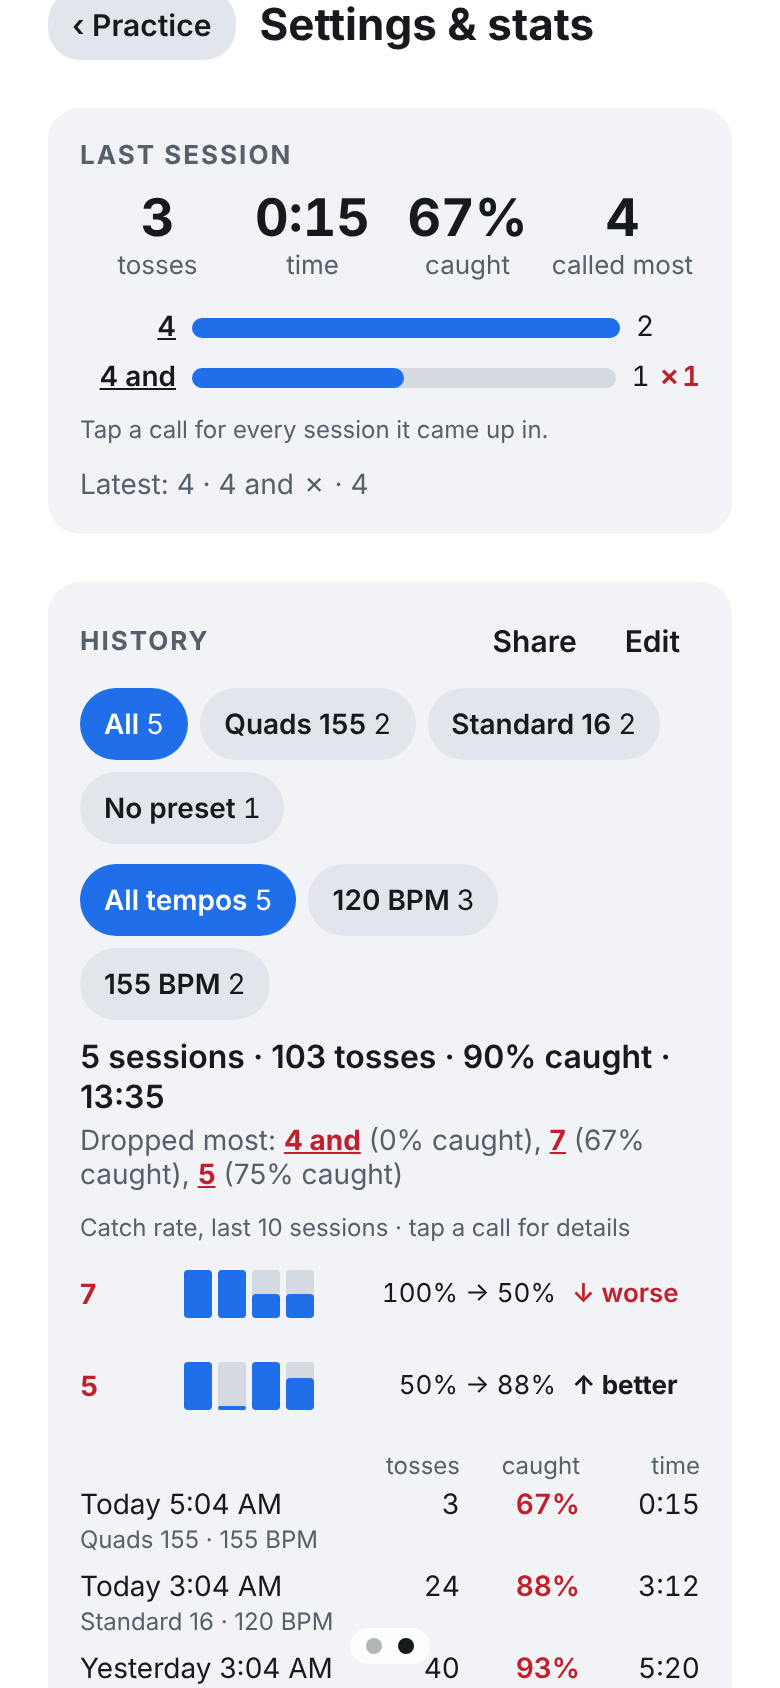 ‹ Practice Settings & stats
LAST SESSION
3 0:15 67% 4
tosses time caught called most
4 2
4 and 1 ×1
Tap a call for every session it came up in.
Latest: 4 · 4 and × · 4
HISTORY Share Edit
All 5 Quads 155 2 Standard 16 2
No preset 1
All tempos 5 120 BPM 3
155 BPM 2
5 sessions · 103 tosses · 90% caught ·
13:35
Dropped most: 4 and (0% caught), 7 (67%
caught), 5 (75% caught)
Catch rate, last 10 sessions · tap a call for details
7 100% → 50% ↓ worse
5 50% → 88% ↑ better
tosses caught time
Today 5:04 AM 3 67% 0:15
Quads 155 · 155 BPM
Today 3:04 AM 24 88% 3:12
Standard 16 · 120 BPM
Yesterday 3:04 AM 40 93% 5:20